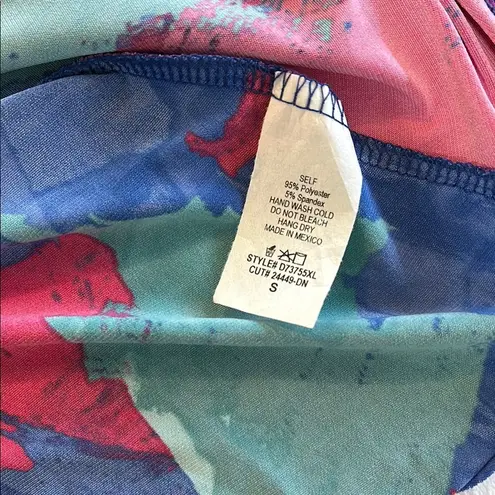 SELF
95% Polyester
5% Spandex
HAND WASH COLD
DO NOT BLEACH
HANG DRY
MADE IN MEXICO
STYLE# D73755XL
CUT# 24449-DN
S